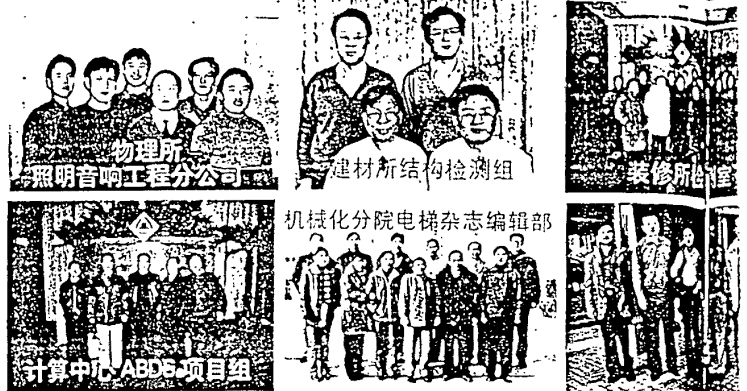 物理所
照明音响工程分公司
建材所结构检测组
装修所
机械化分院电梯杂志编辑部
计算中心 ABD6 项目组